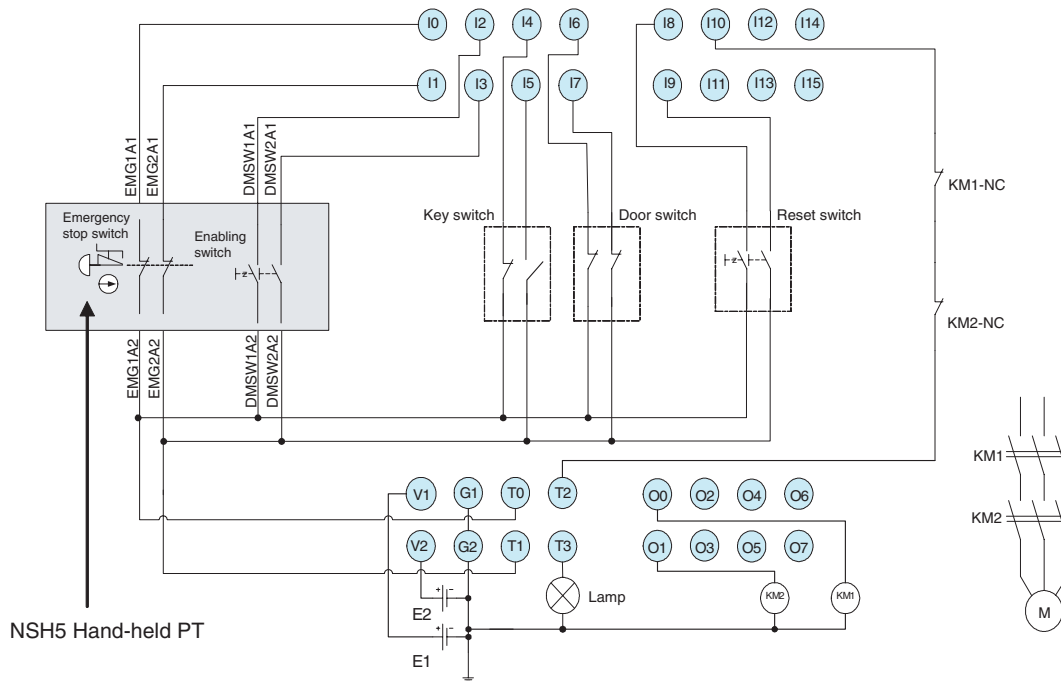 I0 I2 I4 I6 I8 I10 I12 I14
I1 I3 I5 I7 I9 I11 I13 I15
EMG1A1
EMG2A1
DMSW1A1
DMSW2A1
KM1-NC
Emergency
stop switch
Enabling
switch
Key switch
Door switch
Reset switch
KM2-NC
EMG1A2
EMG2A2
DMSW1A2
DMSW2A2
KM1
V1 G1 T0 T2 O0 O2 O4 O6
KM2
V2 G2 T1 T3 O1 O3 O5 O7
+ -
E2
Lamp
KM2
KM1
M
NSH5 Hand-held PT
+ -
E1